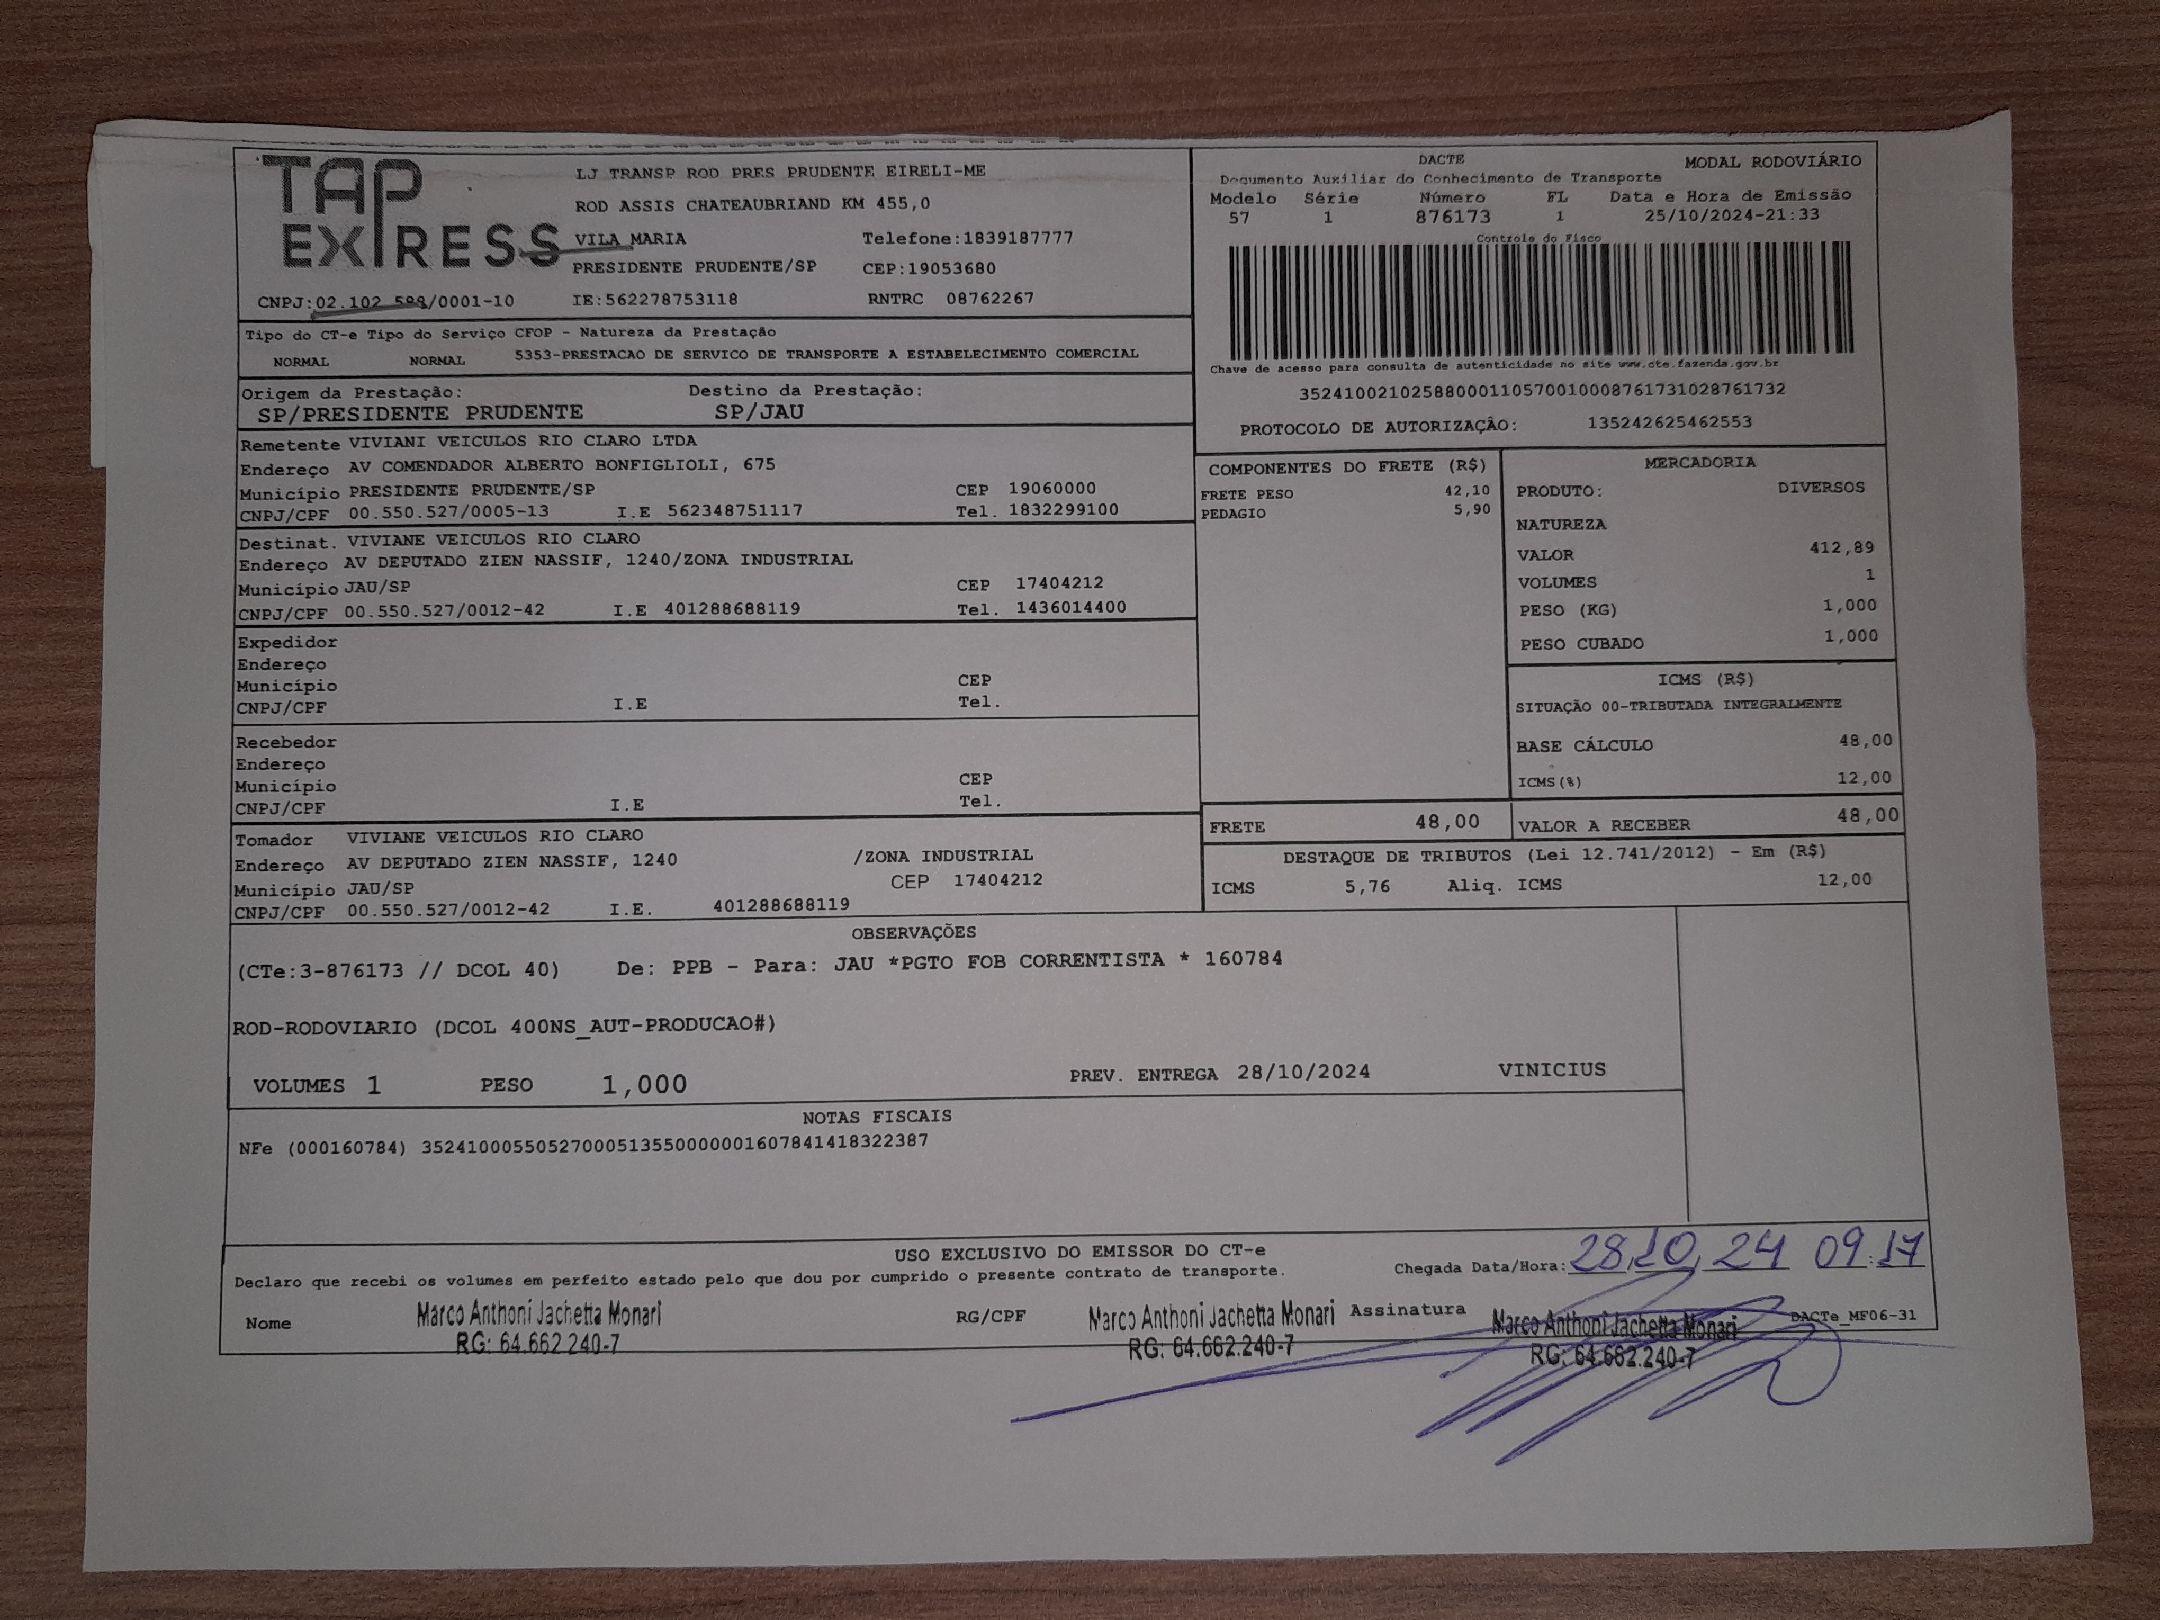 TAP
EXPRESS
LJ TRANSP ROD PRES PRUDENTE EIRELI-ME
ROD ASSIS CHATEAUBRIAND KM 455,0
VILA MARIA Telefone:1839187777
PRESIDENTE PRUDENTE/SP CEP:19053680
CNPJ:02.102.588/0001-10 IE:562278753118 RNTRC 08762267
DACTE MODAL RODOVIÁRIO
Documento Auxiliar do Conhecimento de Transporte
Modelo Série Número FL Data e Hora de Emissão
57 1 876173 1 25/10/2024-21:33
Controle do Fisco
Chave de acesso para consulta de autenticidade no site www.cte.fazenda.gov.br
35241002102588000110570010008761731028761732
PROTOCOLO DE AUTORIZAÇÃO: 135242625462553
Tipo do CT-e Tipo do Serviço CFOP - Natureza da Prestação
NORMAL NORMAL 5353-PRESTACAO DE SERVICO DE TRANSPORTE A ESTABELECIMENTO COMERCIAL
Origem da Prestação: Destino da Prestação:
SP/PRESIDENTE PRUDENTE SP/JAU
Remetente VIVIANI VEICULOS RIO CLARO LTDA
Endereço AV COMENDADOR ALBERTO BONFIGLIOLI, 675
Município PRESIDENTE PRUDENTE/SP CEP 19060000
CNPJ/CPF 00.550.527/0005-13 I.E 562348751117 Tel. 1832299100
Destinat. VIVIANE VEICULOS RIO CLARO
Endereço AV DEPUTADO ZIEN NASSIF, 1240/ZONA INDUSTRIAL
Município JAU/SP CEP 17404212
CNPJ/CPF 00.550.527/0012-42 I.E 401288688119 Tel. 1436014400
Expedidor
Endereço
Município CEP
CNPJ/CPF I.E Tel.
Recebedor
Endereço
Município CEP
CNPJ/CPF I.E Tel.
Tomador VIVIANE VEICULOS RIO CLARO
Endereço AV DEPUTADO ZIEN NASSIF, 1240 /ZONA INDUSTRIAL
Município JAU/SP CEP 17404212
CNPJ/CPF 00.550.527/0012-42 I.E. 401288688119
COMPONENTES DO FRETE (R$)
FRETE PESO 42,10
PEDAGIO 5,90
MERCADORIA
PRODUTO: DIVERSOS
NATUREZA
VALOR 412,89
VOLUMES 1
PESO (KG) 1,000
PESO CUBADO 1,000
ICMS (R$)
SITUAÇÃO 00-TRIBUTADA INTEGRALMENTE
BASE CÁLCULO 48,00
ICMS(%) 12,00
FRETE 48,00 VALOR A RECEBER 48,00
DESTAQUE DE TRIBUTOS (Lei 12.741/2012) - Em (R$)
ICMS 5,76 Aliq. ICMS 12,00
OBSERVAÇÕES
(CTe:3-876173 // DCOL 40) De: PPB - Para: JAU *PGTO FOB CORRENTISTA * 160784
ROD-RODOVIARIO (DCOL 400NS_AUT-PRODUCAO#)
VOLUMES 1 PESO 1,000 PREV. ENTREGA 28/10/2024 VINICIUS
NOTAS FISCAIS
NFe (000160784) 35241000550527000513550000001607841418322387
USO EXCLUSIVO DO EMISSOR DO CT-e
Declaro que recebi os volumes em perfeito estado pelo que dou por cumprido o presente contrato de transporte. Chegada Data/Hora: 28 10 24 09:17
Nome Marco Anthoni Jachetta Monari RG/CPF Marco Anthoni Jachetta Monari Assinatura Marco Anthoni Jachetta Monari DACTe_MF06-31
RG: 64.662.240-7 RG: 64.662.240-7 RG: 64.662.240-7